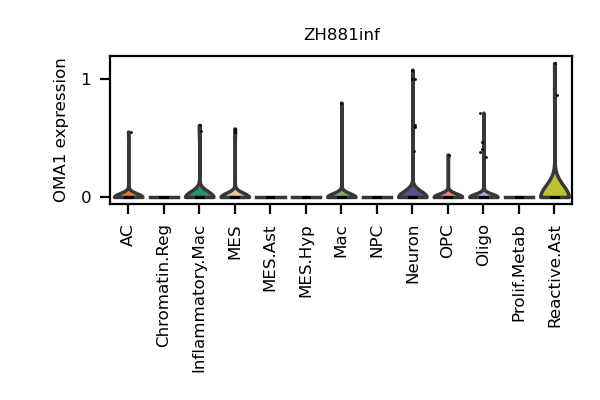 ZH881inf
OMA1 expression
1
0
AC
Chromatin.Reg
Inflammatory.Mac
MES
MES.Ast
MES.Hyp
Mac
NPC
Neuron
OPC
Oligo
Prolif.Metab
Reactive.Ast